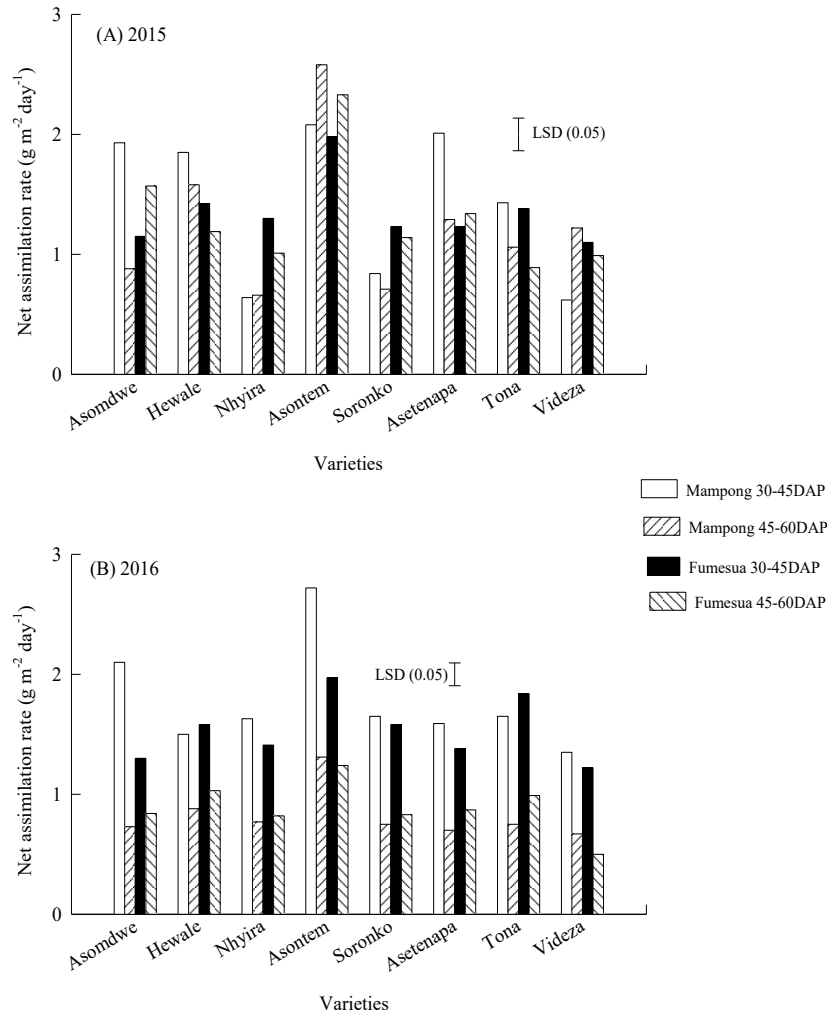 (A) 2015
Net assimilation rate (g m⁻² day⁻¹)
3
2
1
0
LSD (0.05)
Asomdwe
Hewale
Nhyira
Asontem
Soronko
Asetenapa
Tona
Videza
Varieties
Mampong 30-45DAP
Mampong 45-60DAP
Fumesua 30-45DAP
Fumesua 45-60DAP
(B) 2016
Net assimilation rate (g m⁻² day⁻¹)
3
2
1
0
LSD (0.05)
Asomdwe
Hewale
Nhyira
Asontem
Soronko
Asetenapa
Tona
Videza
Varieties